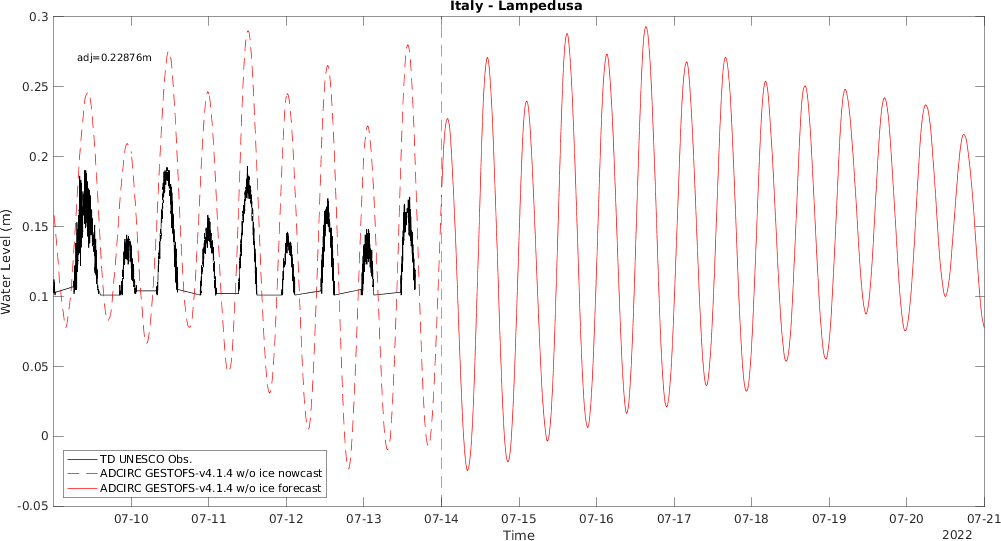 Italy - Lampedusa
adj=0.22876m
0.3
0.25
0.2
0.15
0.1
0.05
0
-0.05
Water Level (m)
TD UNESCO Obs.
ADCIRC GESTOFS-v4.1.4 w/o ice nowcast
ADCIRC GESTOFS-v4.1.4 w/o ice forecast
07-10 07-11 07-12 07-13 07-14 07-15 07-16 07-17 07-18 07-19 07-20 07-21
Time
2022